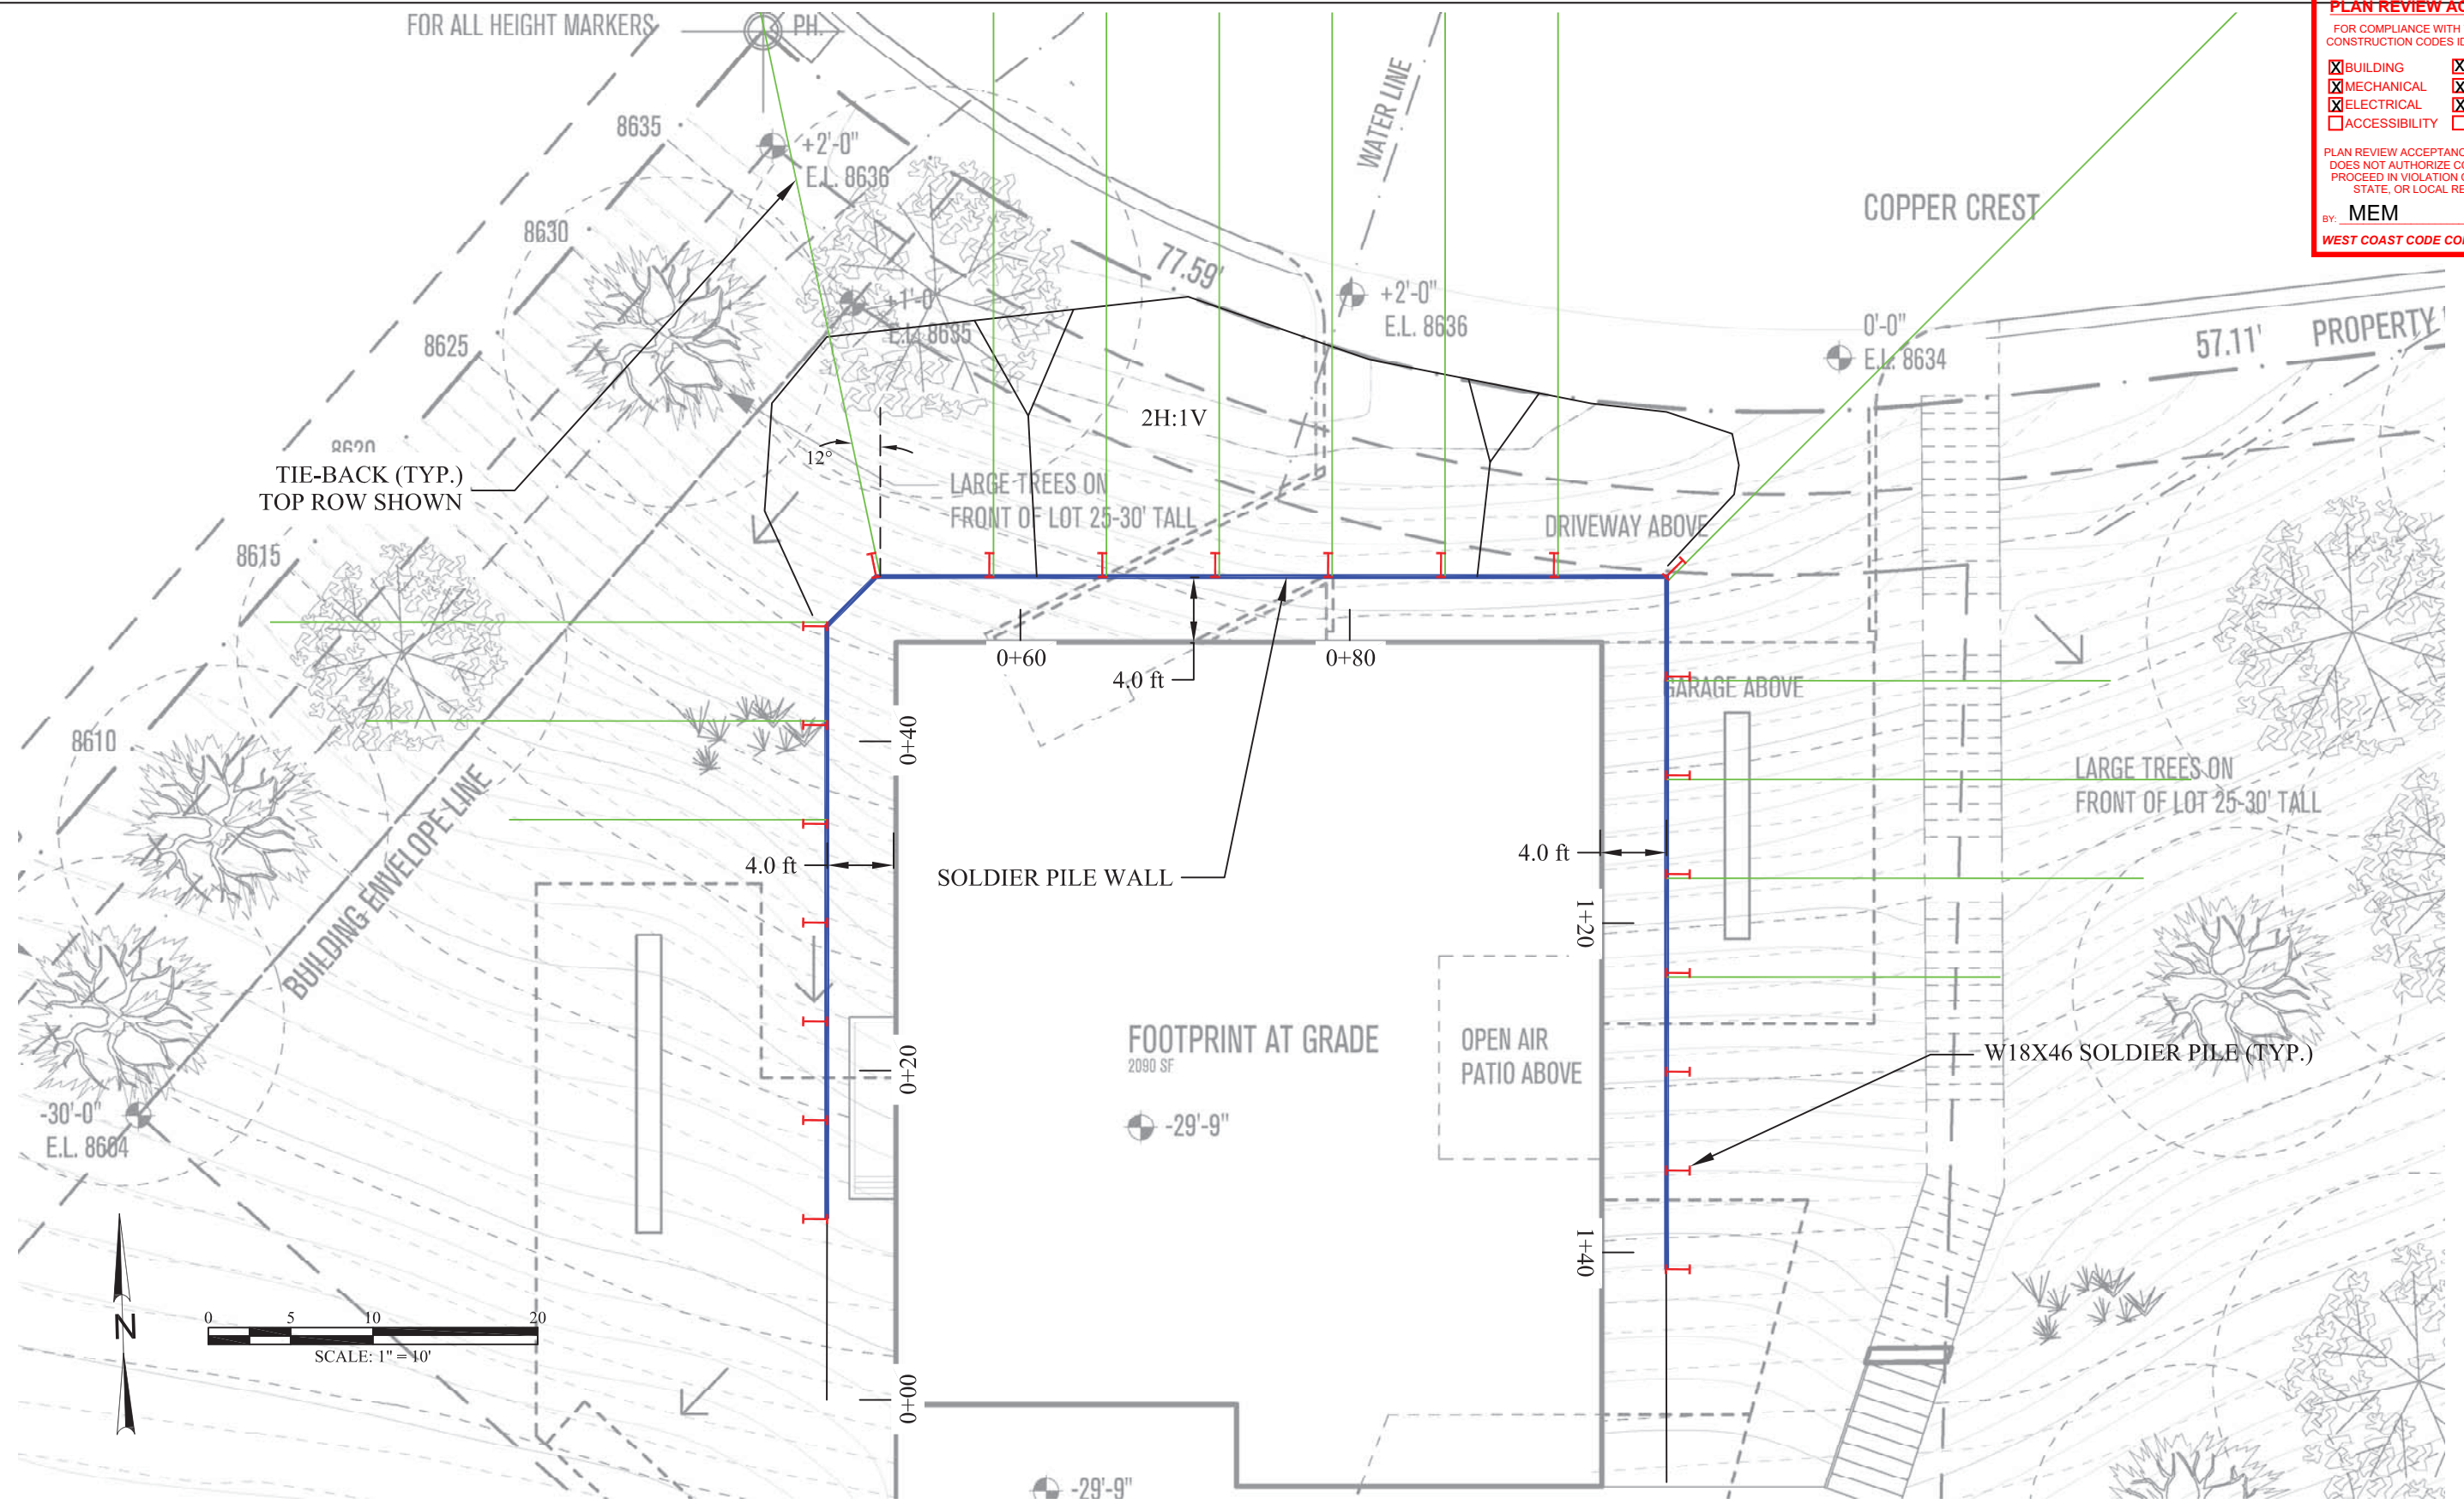 FOR ALL HEIGHT MARKERS
PH.
PLAN REVIEW
FOR COMPLIANCE WITH
CONSTRUCTION CODES
X BUILDING X
X MECHANICAL X
X ELECTRICAL X
ACCESSIBILITY
PLAN REVIEW
DOES NOT AUTHORIZE
PROCEED IN VIOLATION
STATE, OR LOCAL
BY: MEM
WEST COAST CODE
8635
+2'-0"
E.L. 8636
WATER LINE
COPPER CREST
8630
77.59'
+1'-0"
E.L. 8635
+2'-0"
E.L. 8636
0'-0"
E.L. 8634
57.11' PROPERTY
8625
2H:1V
8620
12°
TIE-BACK (TYP.)
TOP ROW SHOWN
LARGE TREES ON
FRONT OF LOT 25-30' TALL
DRIVEWAY ABOVE
8615
0+60
0+80
4.0 ft
GARAGE ABOVE
8610
0+40
LARGE TREES ON
FRONT OF LOT 25-30' TALL
BUILDING ENVELOPE LINE
4.0 ft
SOLDIER PILE WALL
4.0 ft
1+20
FOOTPRINT AT GRADE
2090 SF
-29'-9"
OPEN AIR
PATIO ABOVE
0+20
W18X46 SOLDIER PILE (TYP.)
-30'-0"
E.L. 8604
1+40
N
0 5 10 20
SCALE: 1" = 10'
0+00
-29'-9"